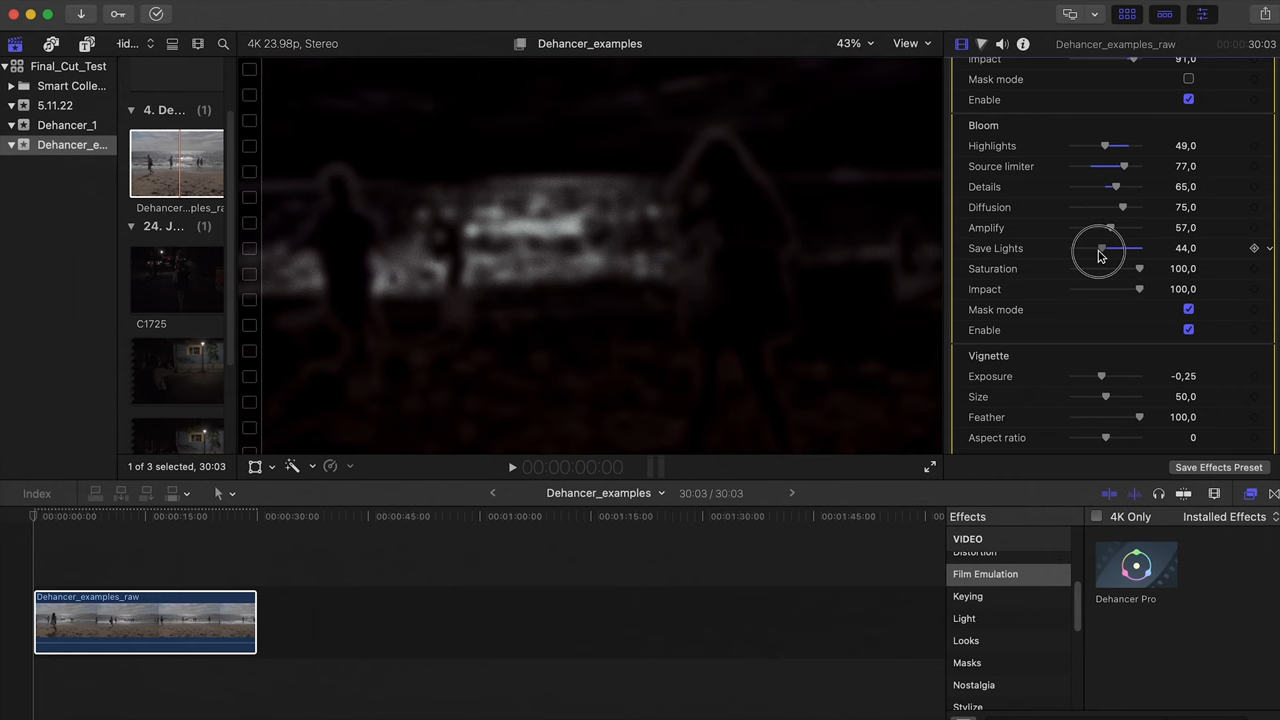 4K 23.98p, Stereo
Dehancer_examples
43%
View
Dehancer_examples_raw
00:00:00 30:03
Hid...
Final_Cut_Test
Smart Colle...
5.11.22
Dehancer_1
Dehancer_e...
4. De... (1)
Dehancer...ples_ra
24. J... (1)
C1725
1 of 3 selected, 30:03
Impact 91,0
Mask mode
Enable
Bloom
Highlights 49,0
Source limiter 77,0
Details 65,0
Diffusion 75,0
Amplify 57,0
Save Lights 44,0
Saturation 100,0
Impact 100,0
Mask mode
Enable
Vignette
Exposure -0,25
Size 50,0
Feather 100,0
Aspect ratio 0
00:00:00:00
Save Effects Preset
Index
Dehancer_examples
30:03 / 30:03
00:00:00:00
00:00:15:00
00:00:30:00
00:00:45:00
00:01:00:00
00:01:15:00
00:01:30:00
00:01:45:00
00
Dehancer_examples_raw
Effects
4K Only
Installed Effects
VIDEO
Distortion
Film Emulation
Keying
Light
Looks
Masks
Nostalgia
Stylize
Dehancer Pro